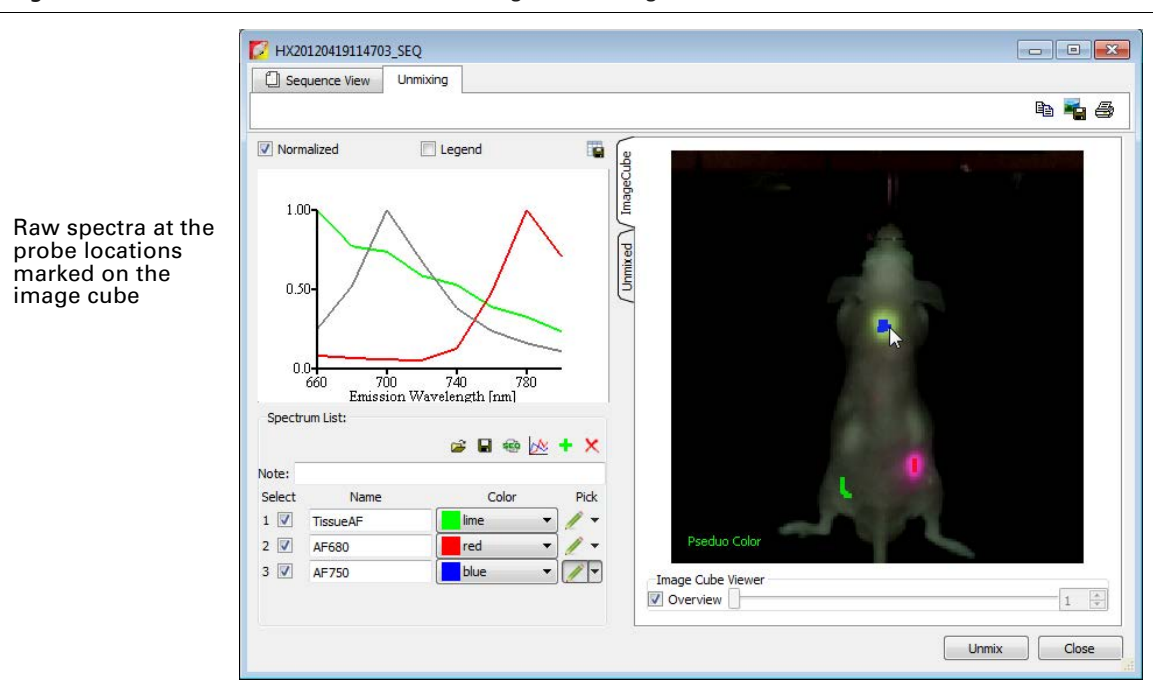 HX20120419114703_SEQ
Sequence View Unmixing
Raw spectra at the
probe locations
marked on the
image cube
Normalized Legend
1.00
0.50
0.0
660 700 740 780
Emission Wavelength [nm]
Spectrum List:
SEQ
Note:
Select Name Color Pick
1 TissueAF lime
2 AF680 red
3 AF750 blue
ImageCube
Unmixed
Pseduo Color
Image Cube Viewer
Overview 1
Unmix Close